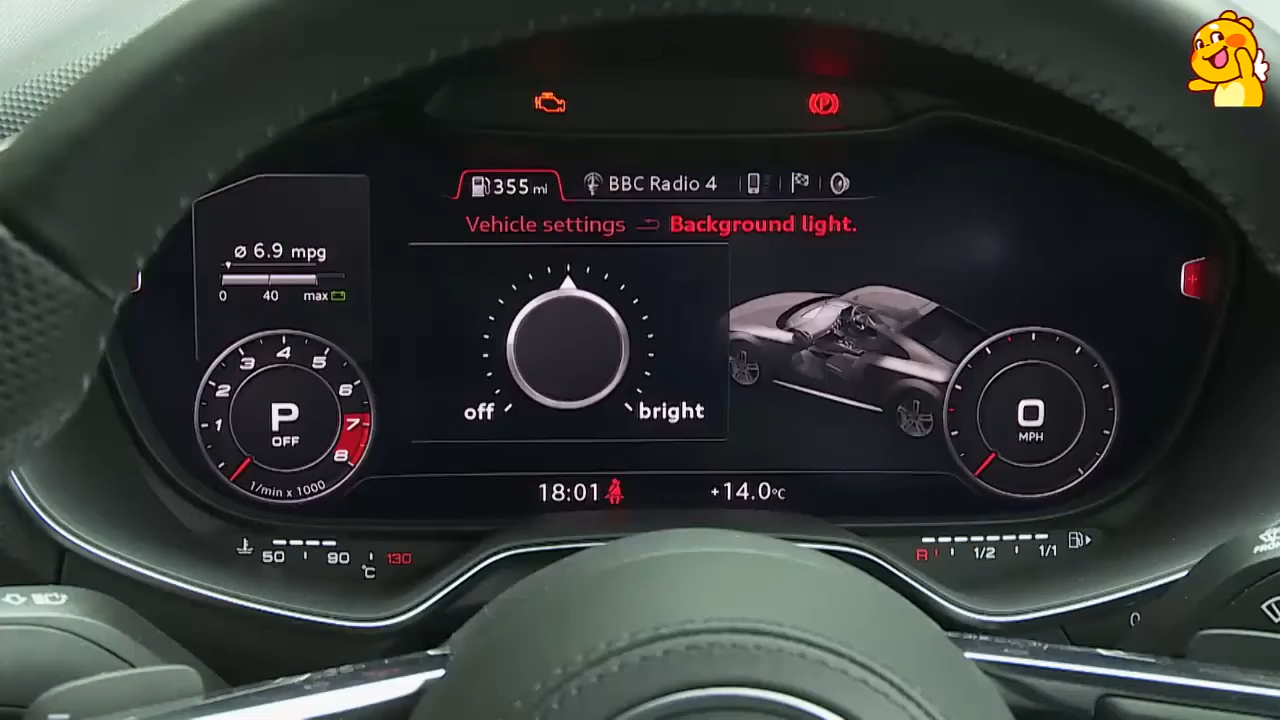 355 mi
BBC Radio 4
Vehicle settings Background light.
ø 6.9 mpg
0 40 max
off bright
1 2 3 4 5 6 7 8
P
OFF
1/min x 1000
0
MPH
18:01 +14.0°C
50 90 130
°C
R 1/2 1/1
0